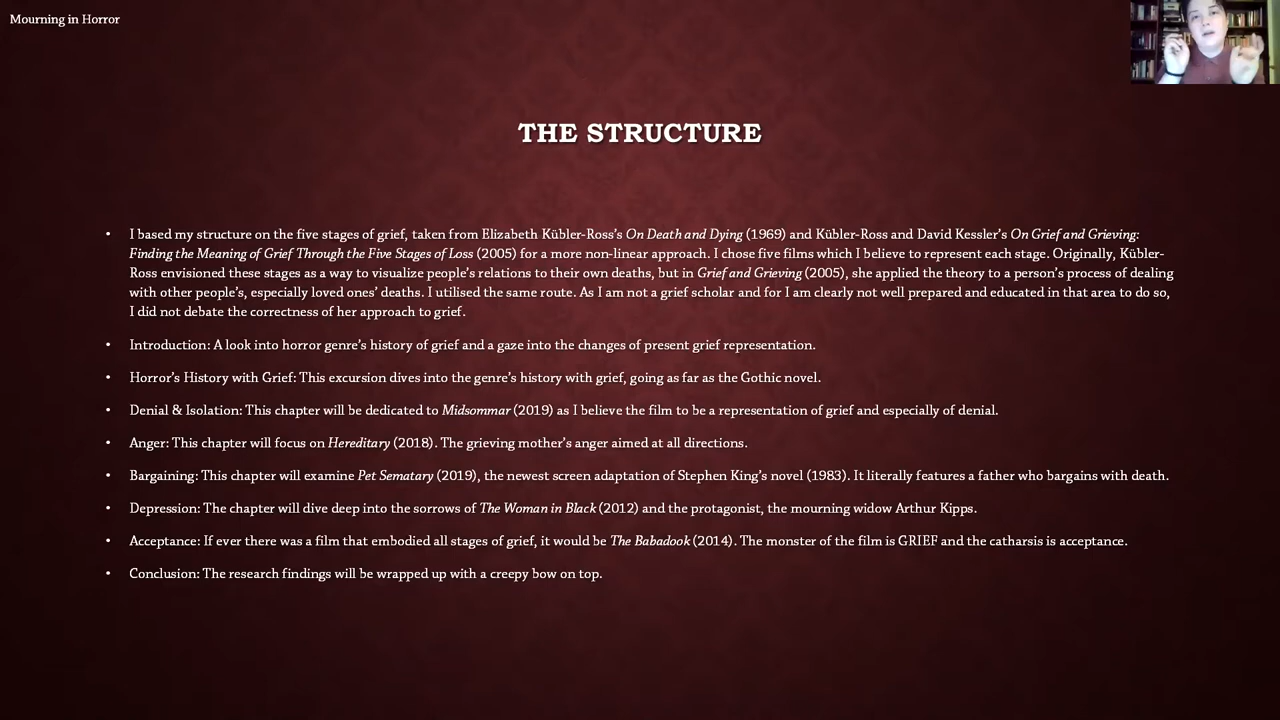 Mourning in Horror
THE STRUCTURE
• I based my structure on the five stages of grief, taken from Elizabeth Kübler-Ross's On Death and Dying (1969) and Kübler-Ross and David Kessler's On Grief and Grieving:
Finding the Meaning of Grief Through the Five Stages of Loss (2005) for a more non-linear approach. I chose five films which I believe to represent each stage. Originally, Kübler-
Ross envisioned these stages as a way to visualize people's relations to their own deaths, but in Grief and Grieving (2005), she applied the theory to a person's process of dealing
with other people's, especially loved ones' deaths. I utilised the same route. As I am not a grief scholar and for I am clearly not well prepared and educated in that area to do so,
I did not debate the correctness of her approach to grief.
• Introduction: A look into horror genre's history of grief and a gaze into the changes of present grief representation.
• Horror's History with Grief: This excursion dives into the genre's history with grief, going as far as the Gothic novel.
• Denial & Isolation: This chapter will be dedicated to Midsommar (2019) as I believe the film to be a representation of grief and especially of denial.
• Anger: This chapter will focus on Hereditary (2018). The grieving mother's anger aimed at all directions.
• Bargaining: This chapter will examine Pet Sematary (2019), the newest screen adaptation of Stephen King's novel (1983). It literally features a father who bargains with death.
• Depression: The chapter will dive deep into the sorrows of The Woman in Black (2012) and the protagonist, the mourning widow Arthur Kipps.
• Acceptance: If ever there was a film that embodied all stages of grief, it would be The Babadook (2014). The monster of the film is GRIEF and the catharsis is acceptance.
• Conclusion: The research findings will be wrapped up with a creepy bow on top.